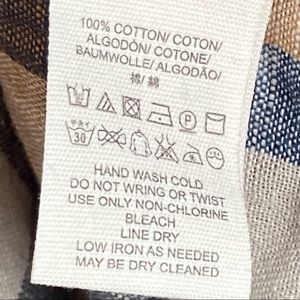 100% COTTON/ COTON/
ALGODÓN/ COTONE/
BAUMWOLLE/ ALGODÃO/
棉/ 綿
P
30
HAND WASH COLD
DO NOT WRING OR TWIST
USE ONLY NON-CHLORINE
BLEACH
LINE DRY
LOW IRON AS NEEDED
MAY BE DRY CLEANED